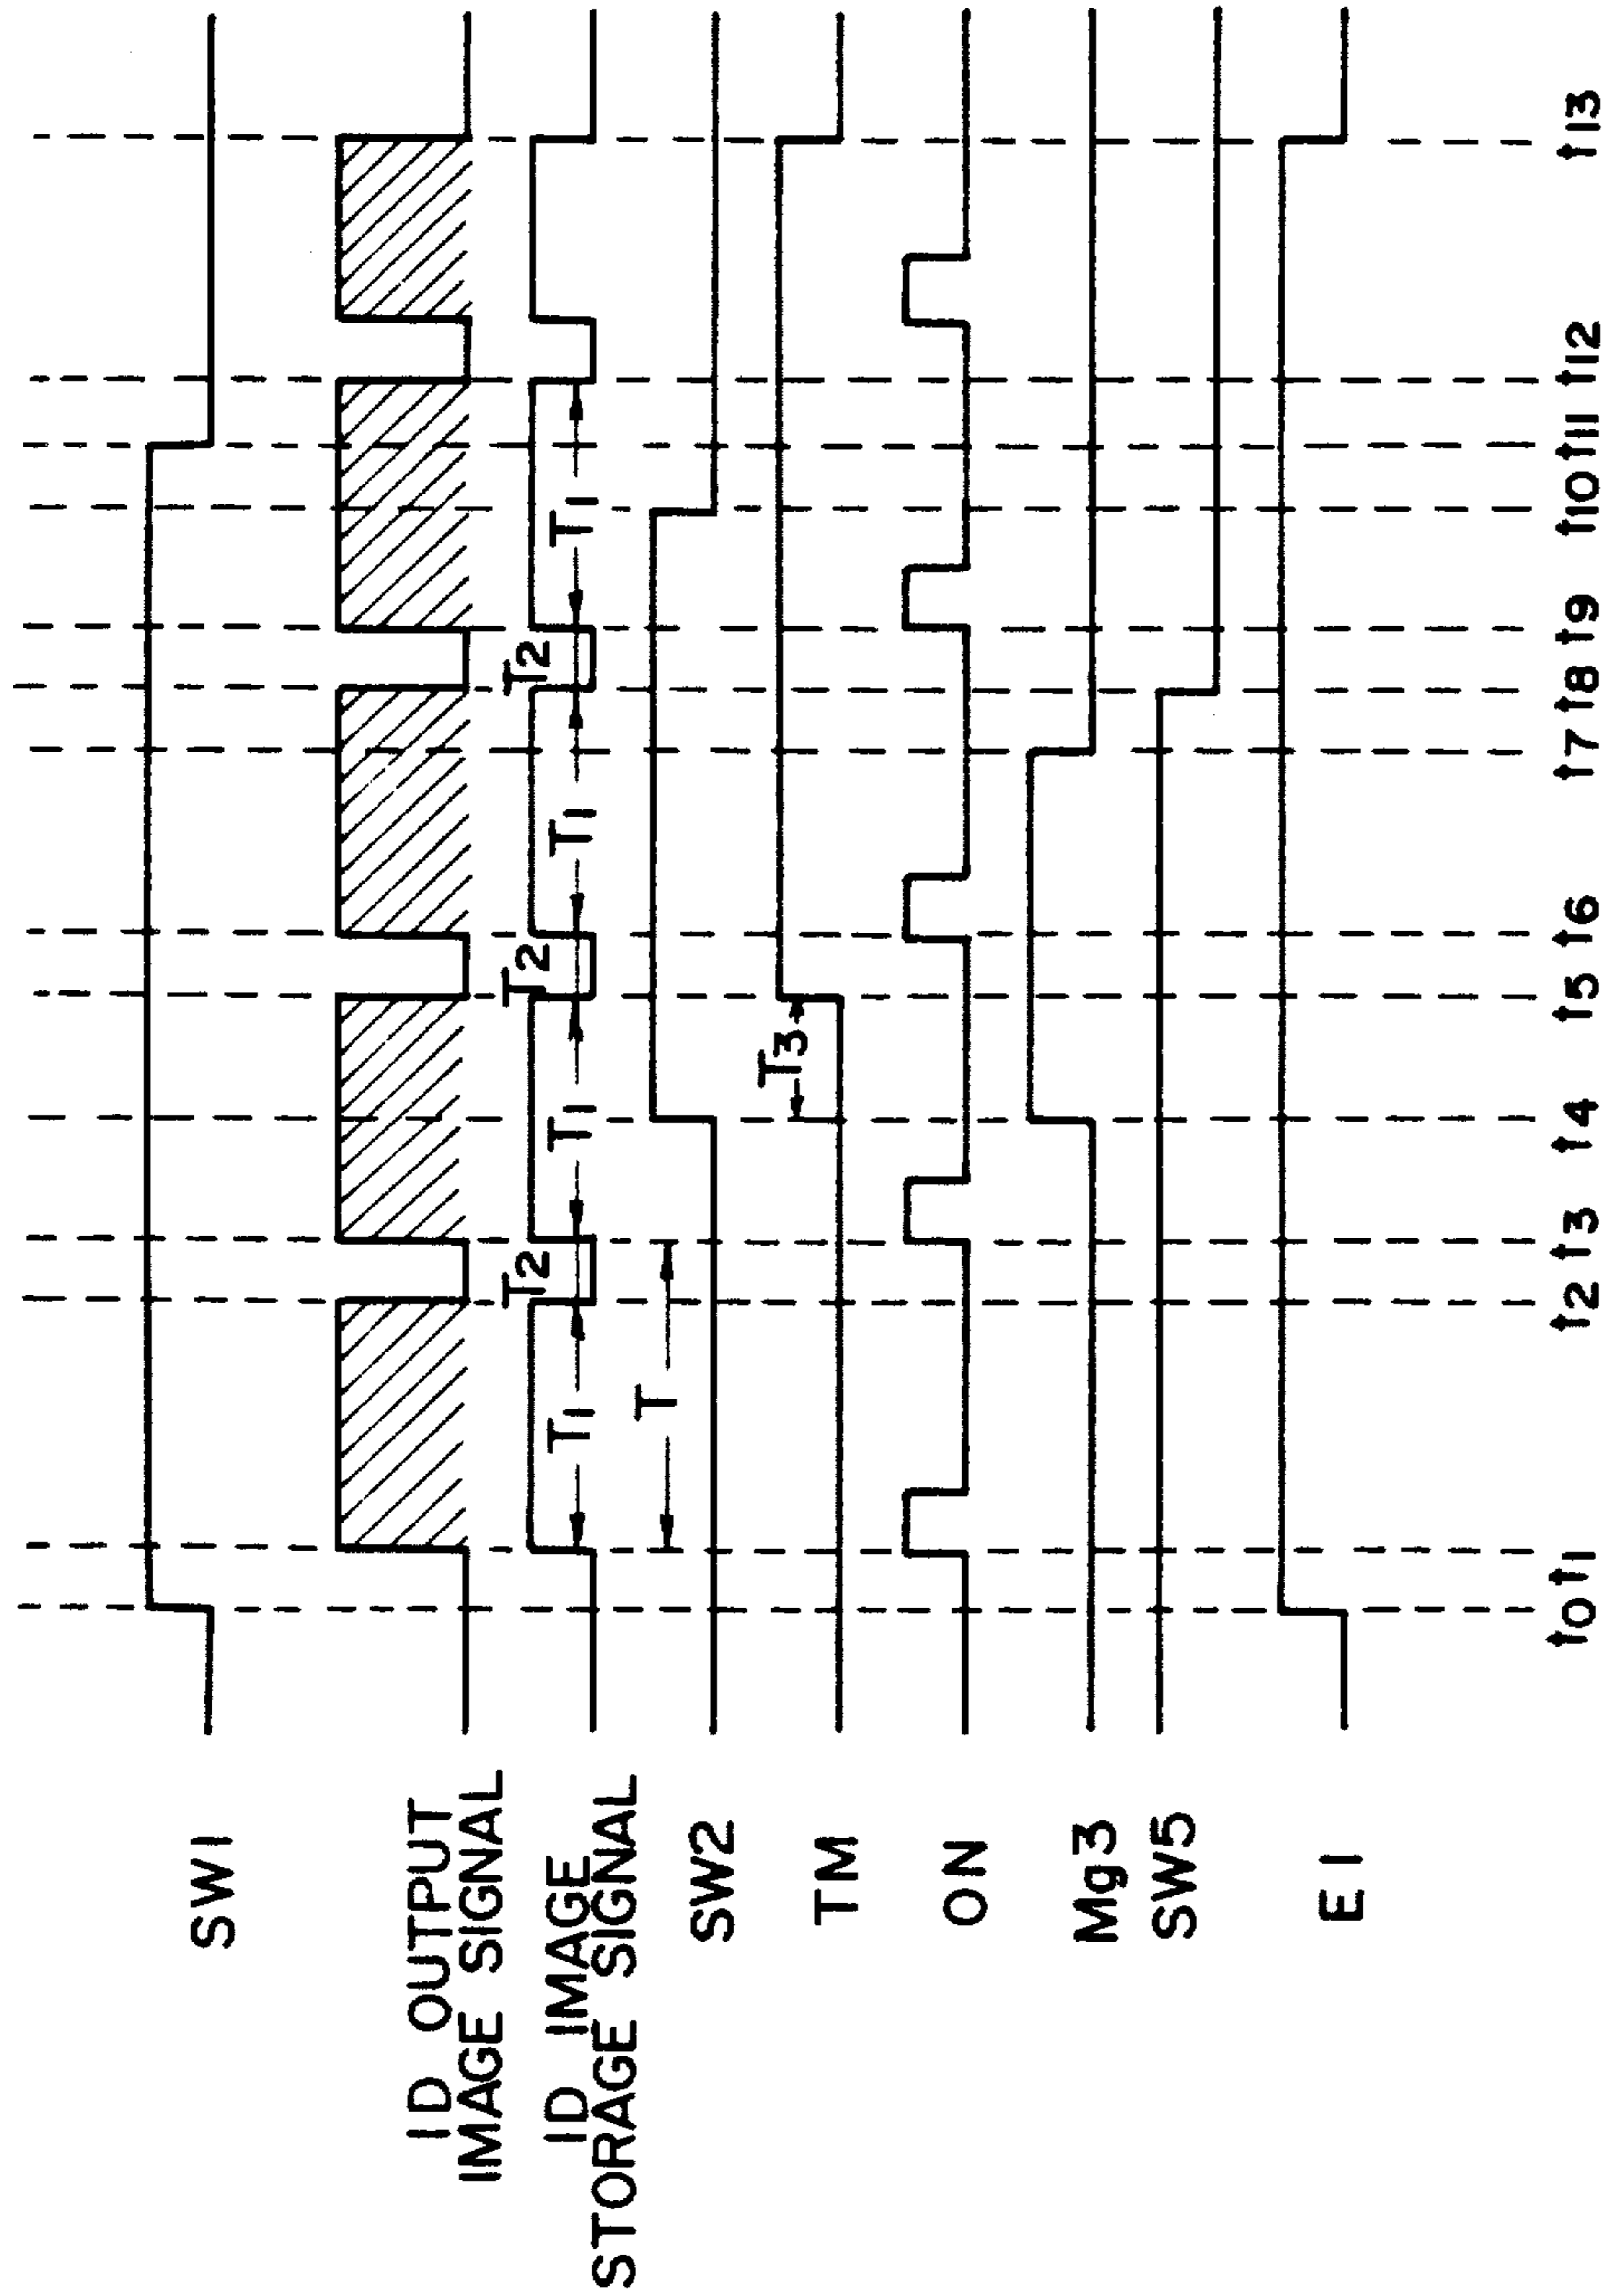 SW1
ID OUTPUT
IMAGE SIGNAL
ID IMAGE
STORAGE SIGNAL
T1 T2 T1 T2 T1 T2 T1
T
SW2
T3
TM
ON
Mg3
SW5
E1
t0 t1 t2 t3 t4 t5 t6 t7 t8 t9 t10 t11 t12 t13